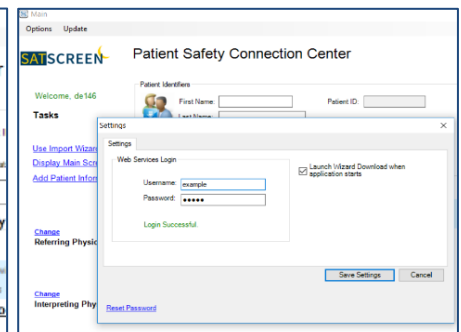 Main
Options Update
SATSCREEN
Patient Safety Connection Center
Welcome, de146
Tasks
Patient Identifiers
First Name:
Patient ID:
Last Name:
Use Import Wizar
Display Main Scre
Add Patient Inforr
Change
Referring Physic
Change
Interpreting Phy
Settings
Settings
Web Services Login
Username: example
Password: •••••
Login Successful.
Launch Wizard Download when
application starts
Save Settings Cancel
Reset Password